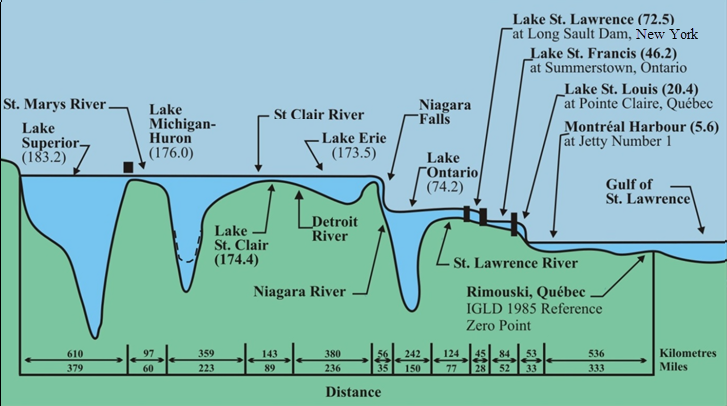 Lake St. Lawrence (72.5)
at Long Sault Dam, New York
Lake St. Francis (46.2)
at Summerstown, Ontario
Lake St. Louis (20.4)
at Pointe Claire, Québec
Montréal Harbour (5.6)
at Jetty Number 1
St. Marys River
Lake
Michigan-
Huron
(176.0)
St Clair River
Niagara
Falls
Lake
Superior
(183.2)
Lake Erie
(173.5)
Lake
Ontario
(74.2)
Gulf of
St. Lawrence
Lake
St. Clair
(174.4)
Detroit
River
Niagara River
St. Lawrence River
Rimouski, Québec
IGLD 1985 Reference
Zero Point
610 97 359 143 380 56 242 124 45 84 53 536 Kilometres
379 60 223 89 236 35 150 77 28 52 33 333 Miles
Distance